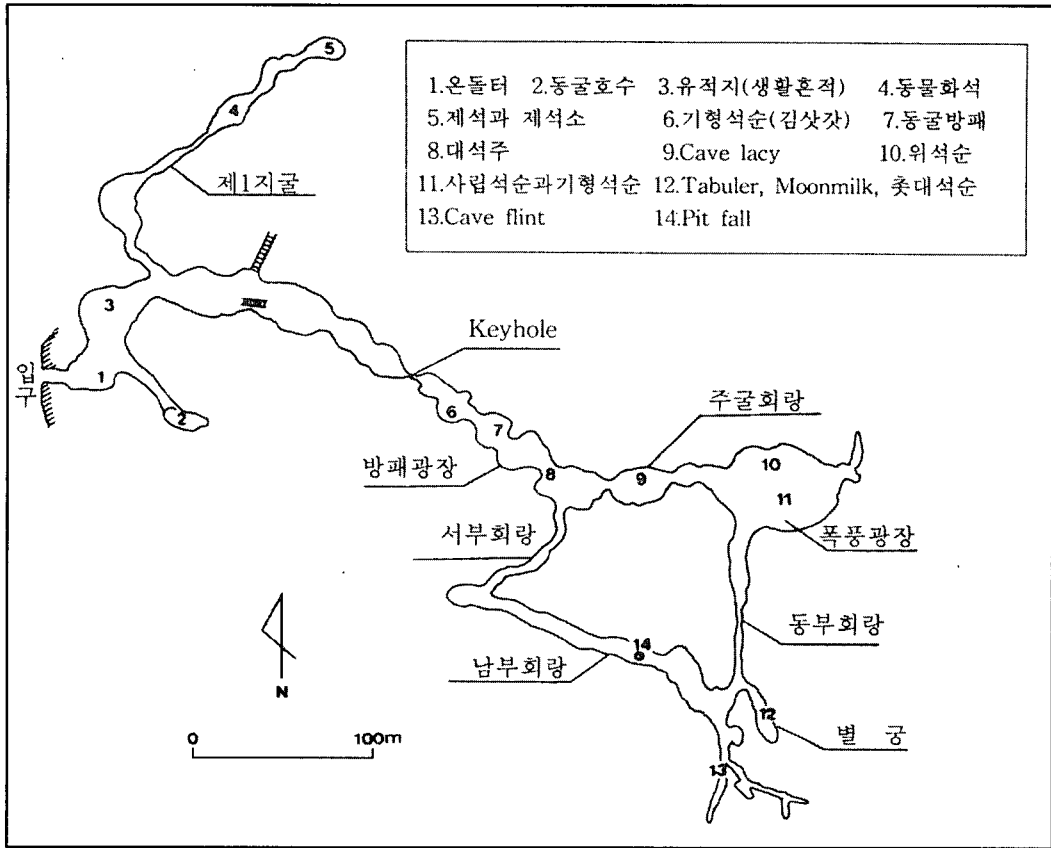 1.온돌터 2.동굴호수 3.유적지(생활흔적) 4.동물화석
5.제석과 제석소 6.기형석순(김삿갓) 7.동굴방패
8.대석주 9.Cave lacy 10.위석순
11.사립석순과기형석순 12.Tabuler, Moonmilk, 촛대석순
13.Cave flint 14.Pit fall
5
4
제1지굴
3
Keyhole
입구
1
2
6
7
주굴회랑
방패광장
8
9
10
11
서부회랑
폭풍광장
14
동부회랑
남부회랑
N
12
별 궁
0 100m
13